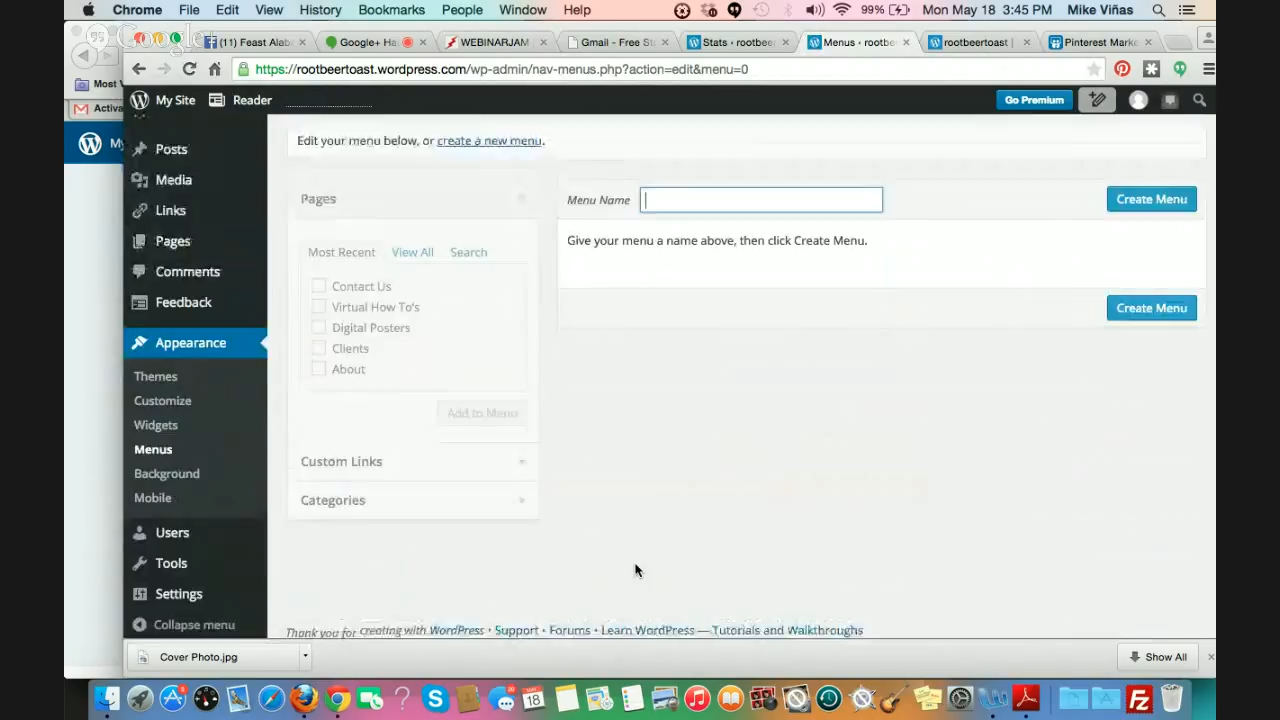 Chrome File Edit View History Bookmarks People Window Help 99% Mon May 18 3:45 PM Mike Viñas
Google
(11) Feast Alab Google+ Ha WEBINARJAM Gmail - Free St Stats - rootbee Menus - rootb rootbeertoast | Pinterest Marke
https://rootbeertoast.wordpress.com/wp-admin/nav-menus.php?action=edit&menu=0
Most V
Activa
My Site Reader Go Premium
Edit your menu below, or create a new menu.
Posts
Media
Links
Pages
Comments
Feedback
Appearance
Themes
Customize
Widgets
Menus
Background
Mobile
Users
Tools
Settings
Collapse menu
Pages
Most Recent View All Search
Contact Us
Virtual How To's
Digital Posters
Clients
About
Add to Menu
Custom Links
Categories
Menu Name Create Menu
Give your menu a name above, then click Create Menu.
Create Menu
Thank you for creating with WordPress • Support • Forums • Learn WordPress — Tutorials and Walkthroughs
Cover Photo.jpg Show All
18